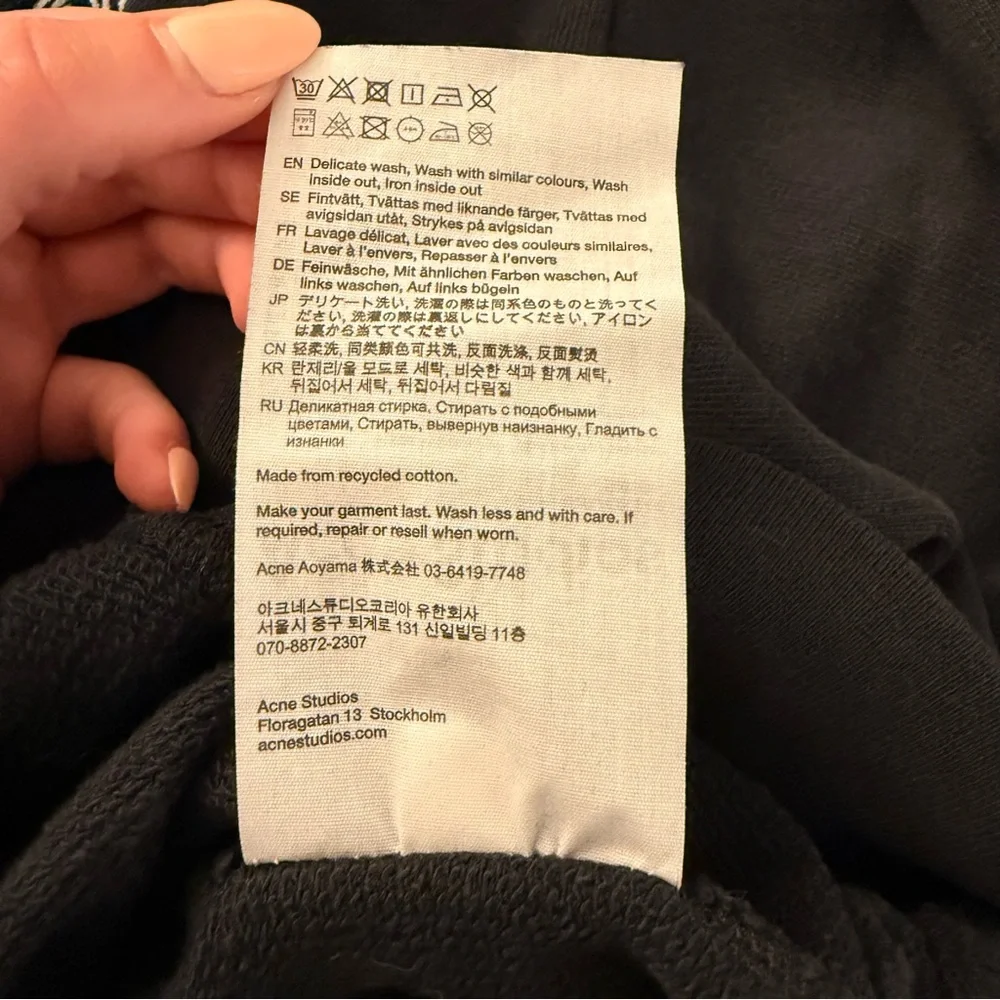 30
EN Delicate wash, Wash with similar colours, Wash
inside out, Iron inside out
SE Fintvätt, Tvättas med liknande färger, Tvättas med
avigsidan utåt, Strykes på avigsidan
FR Lavage délicat, Laver avec des couleurs similaires,
Laver à l'envers, Repasser à l'envers
DE Feinwäsche, Mit ähnlichen Farben waschen, Auf
links waschen, Auf links bügeln
JP デリケート洗い, 洗濯の際は同系色のものと洗ってく
ださい, 洗濯の際は裏返しにしてください, アイロン
は裏から当ててください
CN 轻柔洗, 同类颜色可共洗, 反面洗涤, 反面熨烫
KR 란제리/울 모드로 세탁, 비슷한 색과 함께 세탁,
뒤집어서 세탁, 뒤집어서 다림질
RU Деликатная стирка, Стирать с подобными
цветами, Стирать, вывернув наизнанку, Гладить с
изнанки
Made from recycled cotton.
Make your garment last. Wash less and with care. If
required, repair or resell when worn.
Acne Aoyama 株式会社 03-6419-7748
아크네스튜디오코리아 유한회사
서울시 중구 퇴계로 131 신일빌딩 11층
070-8872-2307
Acne Studios
Floragatan 13 Stockholm
acnestudios.com